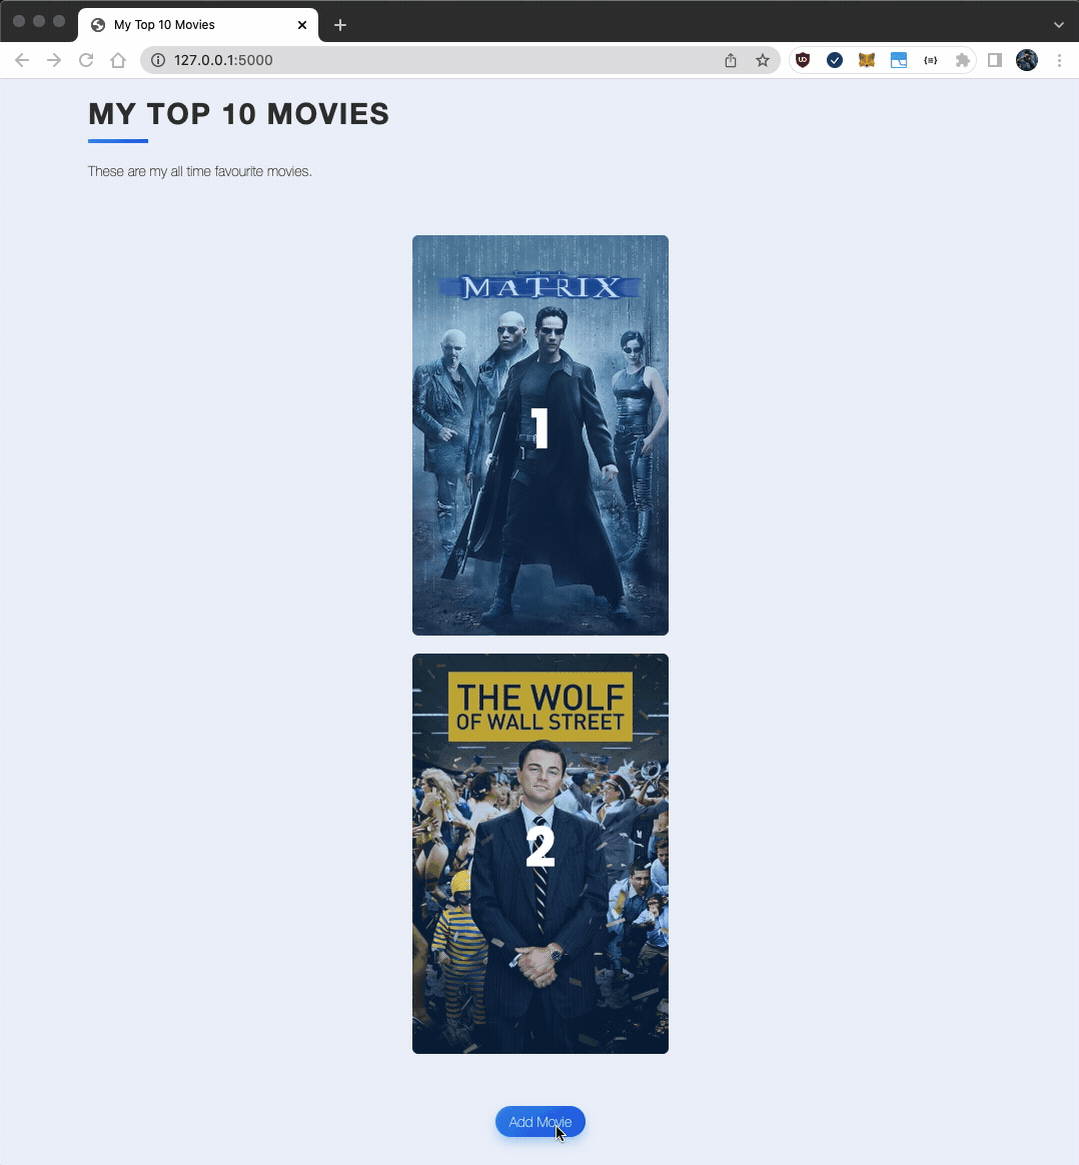 My Top 10 Movies
127.0.0.1:5000
MY TOP 10 MOVIES
These are my all time favourite movies.
MATRIX
1
THE WOLF
OF WALL STREET
2
Add Movie